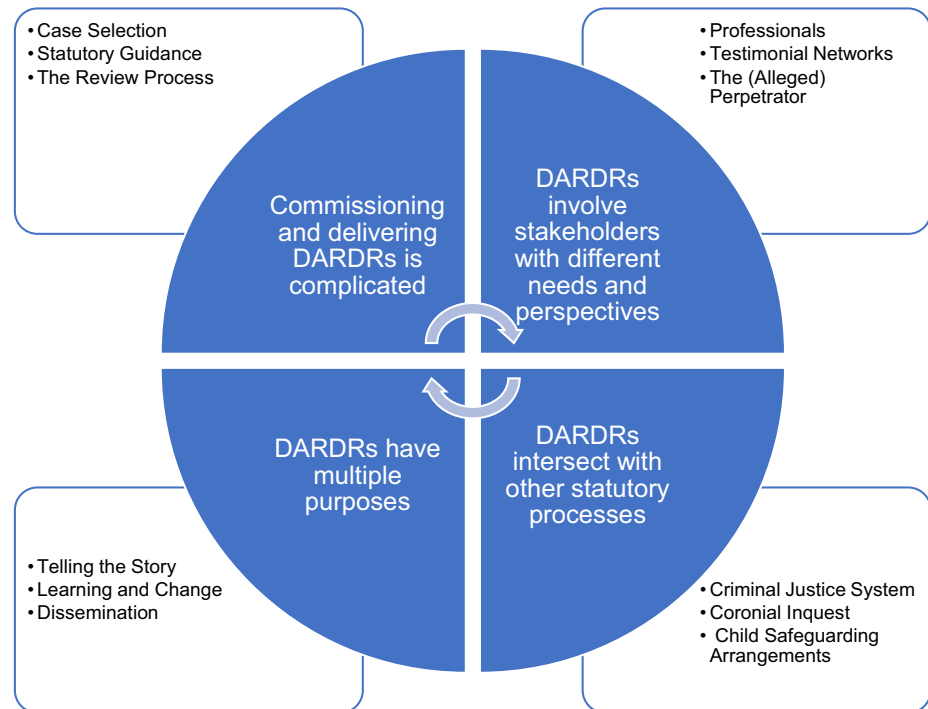 • Case Selection
• Statutory Guidance
• The Review Process
• Professionals
• Testimonial Networks
• The (Alleged)
Perpetrator
Commissioning
and delivering
DARDRs is
complicated
DARDRs
involve
stakeholders
with different
needs and
perspectives
DARDRs have
multiple
purposes
DARDRs
intersect with
other statutory
processes
• Telling the Story
• Learning and Change
• Dissemination
• Criminal Justice System
• Coronial Inquest
• Child Safeguarding
Arrangements